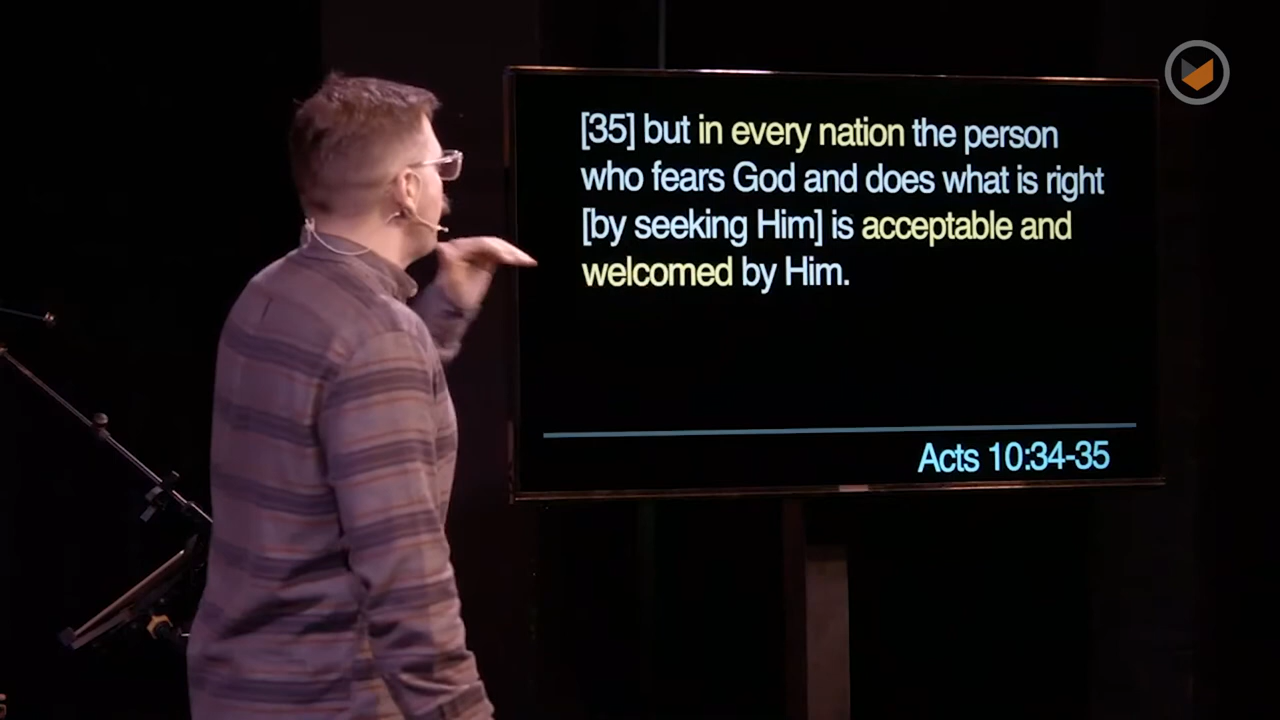 [35] but in every nation the person
who fears God and does what is right
[by seeking Him] is acceptable and
welcomed by Him.
Acts 10:34-35